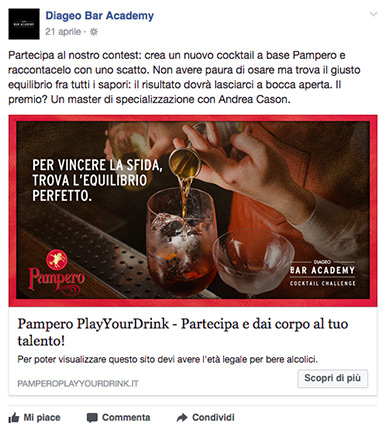 Diageo Bar Academy
21 aprile ·
Partecipa al nostro contest: crea un nuovo cocktail a base Pampero e
raccontacelo con uno scatto. Non avere paura di osare ma trova il giusto
equilibrio fra tutti i sapori: il risultato dovrà lasciarci a bocca aperta. Il
premio? Un master di specializzazione con Andrea Cason.
PER VINCERE LA SFIDA,
TROVA L'EQUILIBRIO
PERFETTO.
Pampero
DIAGEO
BAR ACADEMY
COCKTAIL CHALLENGE
Pampero PlayYourDrink - Partecipa e dai corpo al tuo
talento!
Per poter visualizzare questo sito devi avere l'età legale per bere alcolici.
PAMPEROPLAYYOURDRINK.IT
Scopri di più
Mi piace
Commenta
Condividi